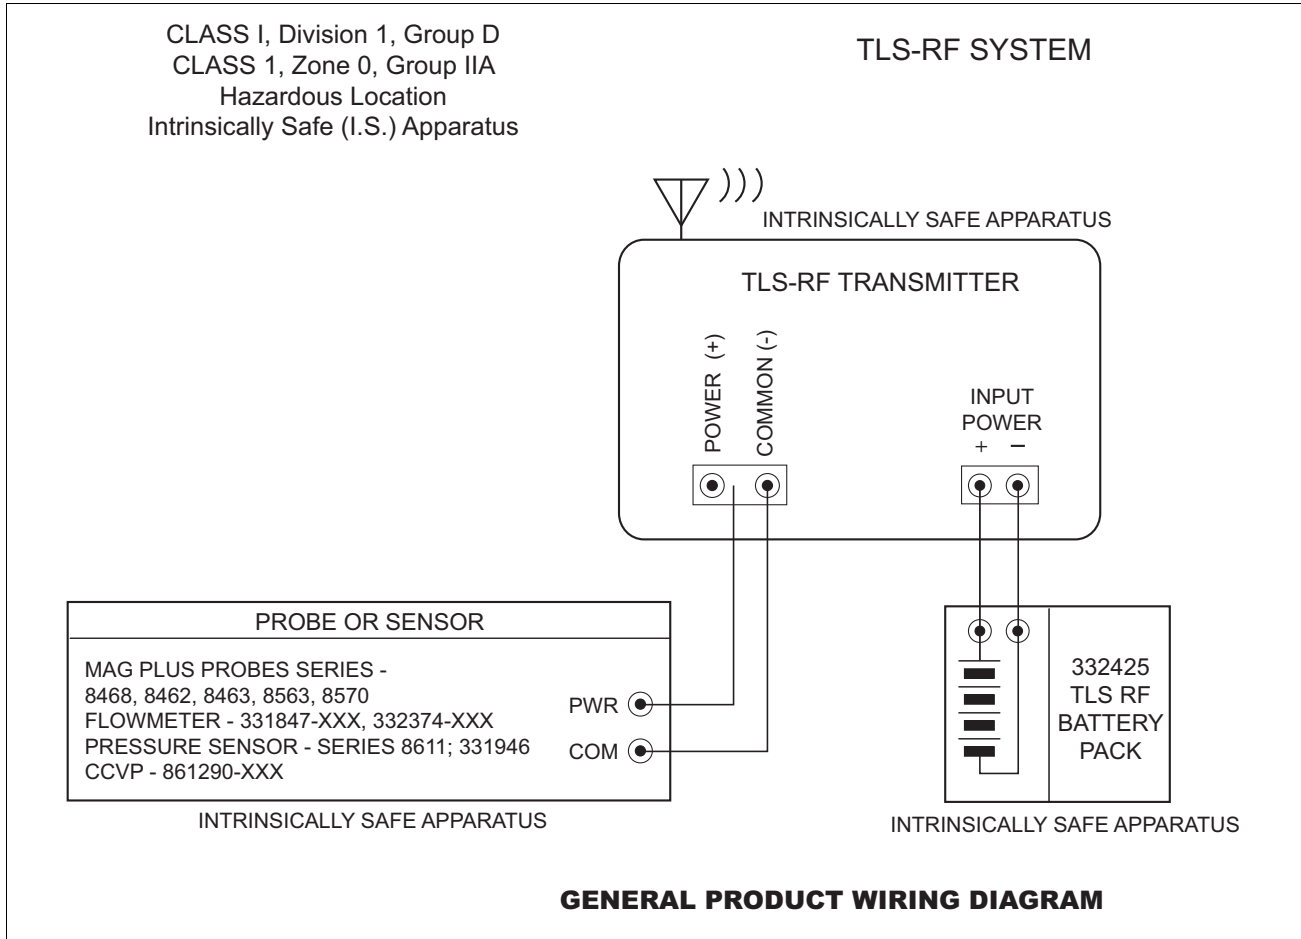 CLASS I, Division 1, Group D
CLASS 1, Zone 0, Group IIA
Hazardous Location
Intrinsically Safe (I.S.) Apparatus
TLS-RF SYSTEM
INTRINSICALLY SAFE APPARATUS
TLS-RF TRANSMITTER
POWER (+)
COMMON (-)
INPUT
POWER
+ −
PROBE OR SENSOR
MAG PLUS PROBES SERIES -
8468, 8462, 8463, 8563, 8570
FLOWMETER - 331847-XXX, 332374-XXX
PRESSURE SENSOR - SERIES 8611; 331946
CCVP - 861290-XXX
PWR
COM
INTRINSICALLY SAFE APPARATUS
332425
TLS RF
BATTERY
PACK
INTRINSICALLY SAFE APPARATUS
GENERAL PRODUCT WIRING DIAGRAM